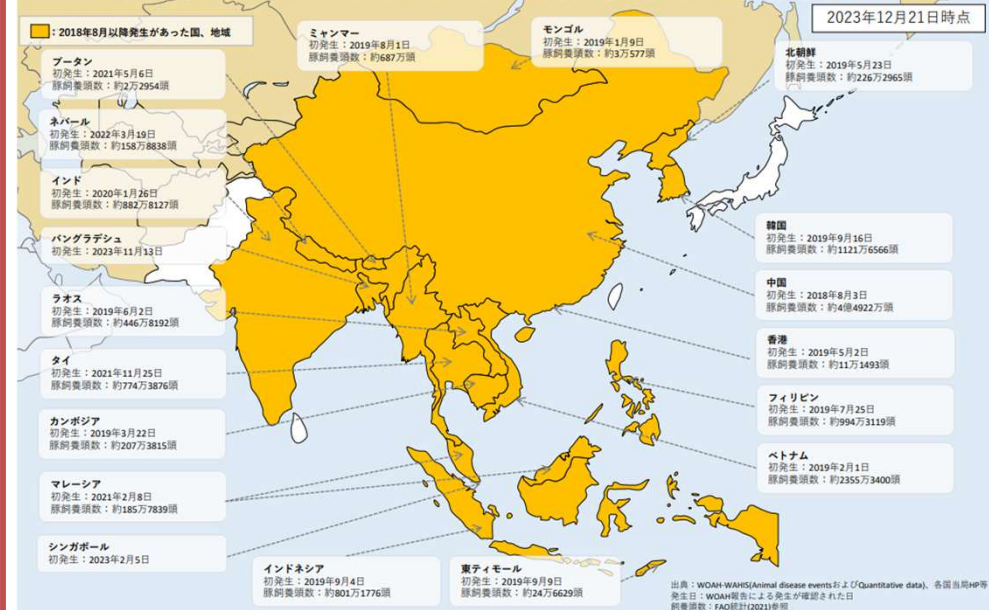 2023年12月21日時点
：2018年8月以降発生があった国、地域
ブータン
初発生：2021年5月6日
豚飼養頭数：約2万2954頭
ネパール
初発生：2022年3月19日
豚飼養頭数：約158万8838頭
インド
初発生：2020年1月26日
豚飼養頭数：約882万8127頭
バングラデシュ
初発生：2023年11月13日
ラオス
初発生：2019年6月2日
豚飼養頭数：約446万8192頭
タイ
初発生：2021年11月25日
豚飼養頭数：約774万3876頭
カンボジア
初発生：2019年3月22日
豚飼養頭数：約207万3815頭
マレーシア
初発生：2021年2月8日
豚飼養頭数：約185万7839頭
シンガポール
初発生：2023年2月5日
ミャンマー
初発生：2019年8月1日
豚飼養頭数：約687万頭
モンゴル
初発生：2019年1月9日
豚飼養頭数：約3万577頭
北朝鮮
初発生：2019年5月23日
豚飼養頭数：約226万2965頭
韓国
初発生：2019年9月16日
豚飼養頭数：約1121万6566頭
中国
初発生：2018年8月3日
豚飼養頭数：約4億4922万頭
香港
初発生：2019年5月2日
豚飼養頭数：約11万1493頭
フィリピン
初発生：2019年7月25日
豚飼養頭数：約994万3119頭
ベトナム
初発生：2019年2月1日
豚飼養頭数：約2355万3400頭
インドネシア
初発生：2019年9月4日
豚飼養頭数：約801万1776頭
東ティモール
初発生：2019年9月9日
豚飼養頭数：約24万6629頭
出典：WOAH-WAHIS(Animal disease eventsおよびQuantitative data)、各国当局HP等
発生日：WOAH報告による発生が確認された日
飼養頭数：FAO統計(2021)参照